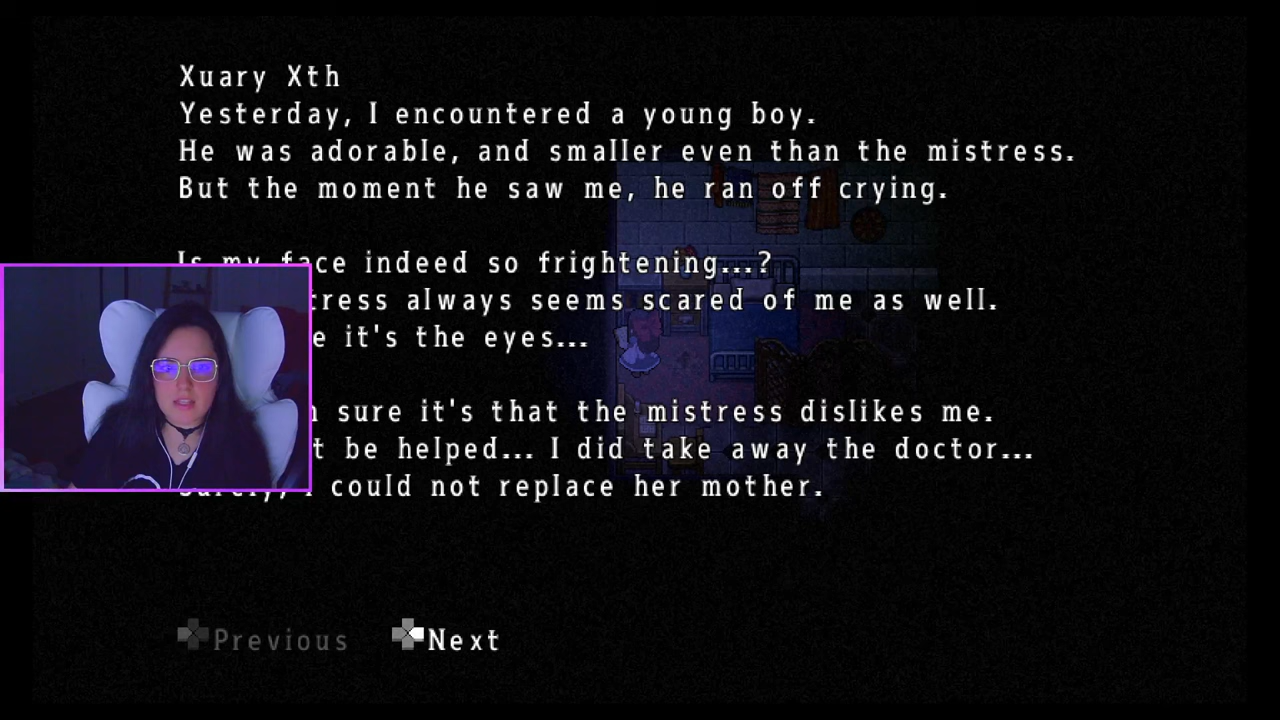 Xuary Xth
Yesterday, I encountered a young boy.
He was adorable, and smaller even than the mistress.
But the moment he saw me, he ran off crying.
Is my face indeed so frightening...?
always seems scared of me as well.
it's the eyes...
sure it's that the mistress dislikes me.
be helped... I did take away the doctor...
Surely, I could not replace her mother.
Previous
Next